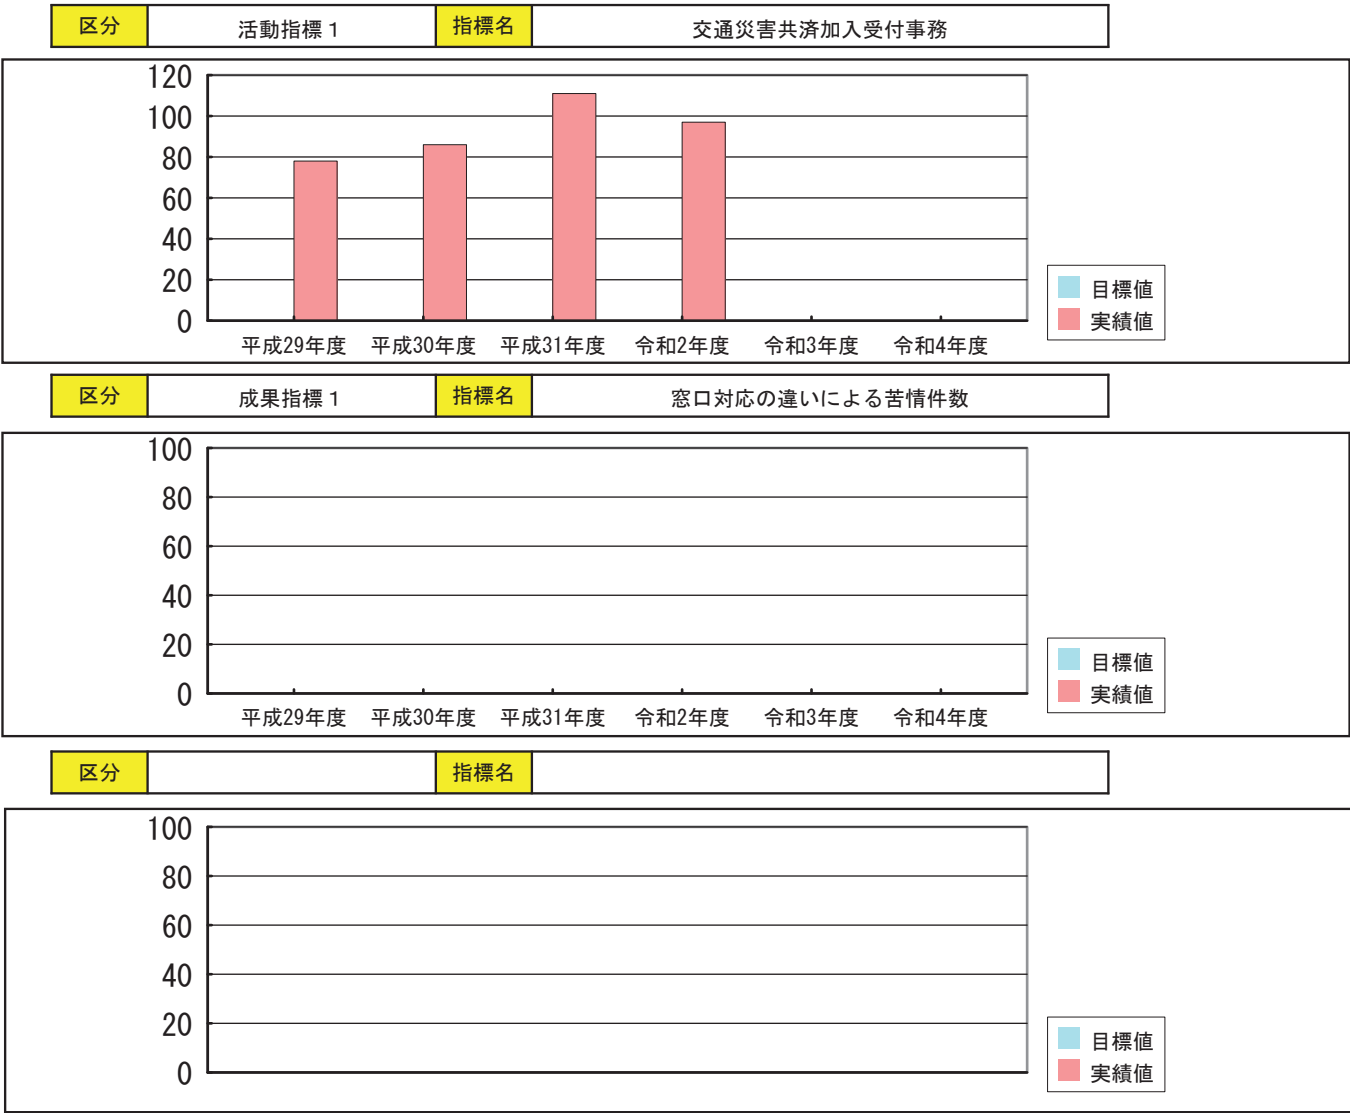 区分 活動指標１ 指標名 交通災害共済加入受付事務
120
100
80
60
40
20
0
平成29年度 平成30年度 平成31年度 令和2年度 令和3年度 令和4年度
目標値
実績値
区分 成果指標１ 指標名 窓口対応の違いによる苦情件数
100
80
60
40
20
0
平成29年度 平成30年度 平成31年度 令和2年度 令和3年度 令和4年度
目標値
実績値
区分 指標名
100
80
60
40
20
0
目標値
実績値